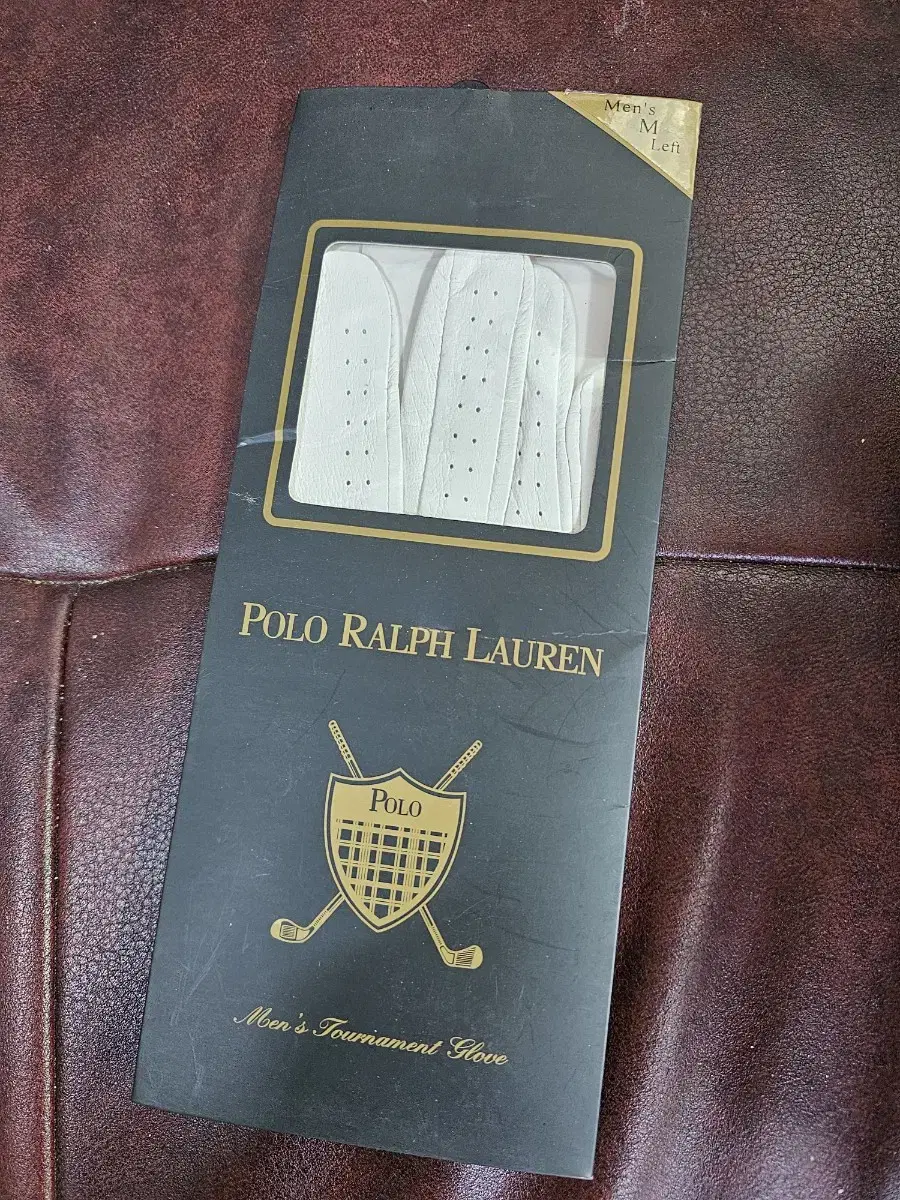 Men's
M
Left
POLO RALPH LAUREN
POLO
Men's Tournament Glove